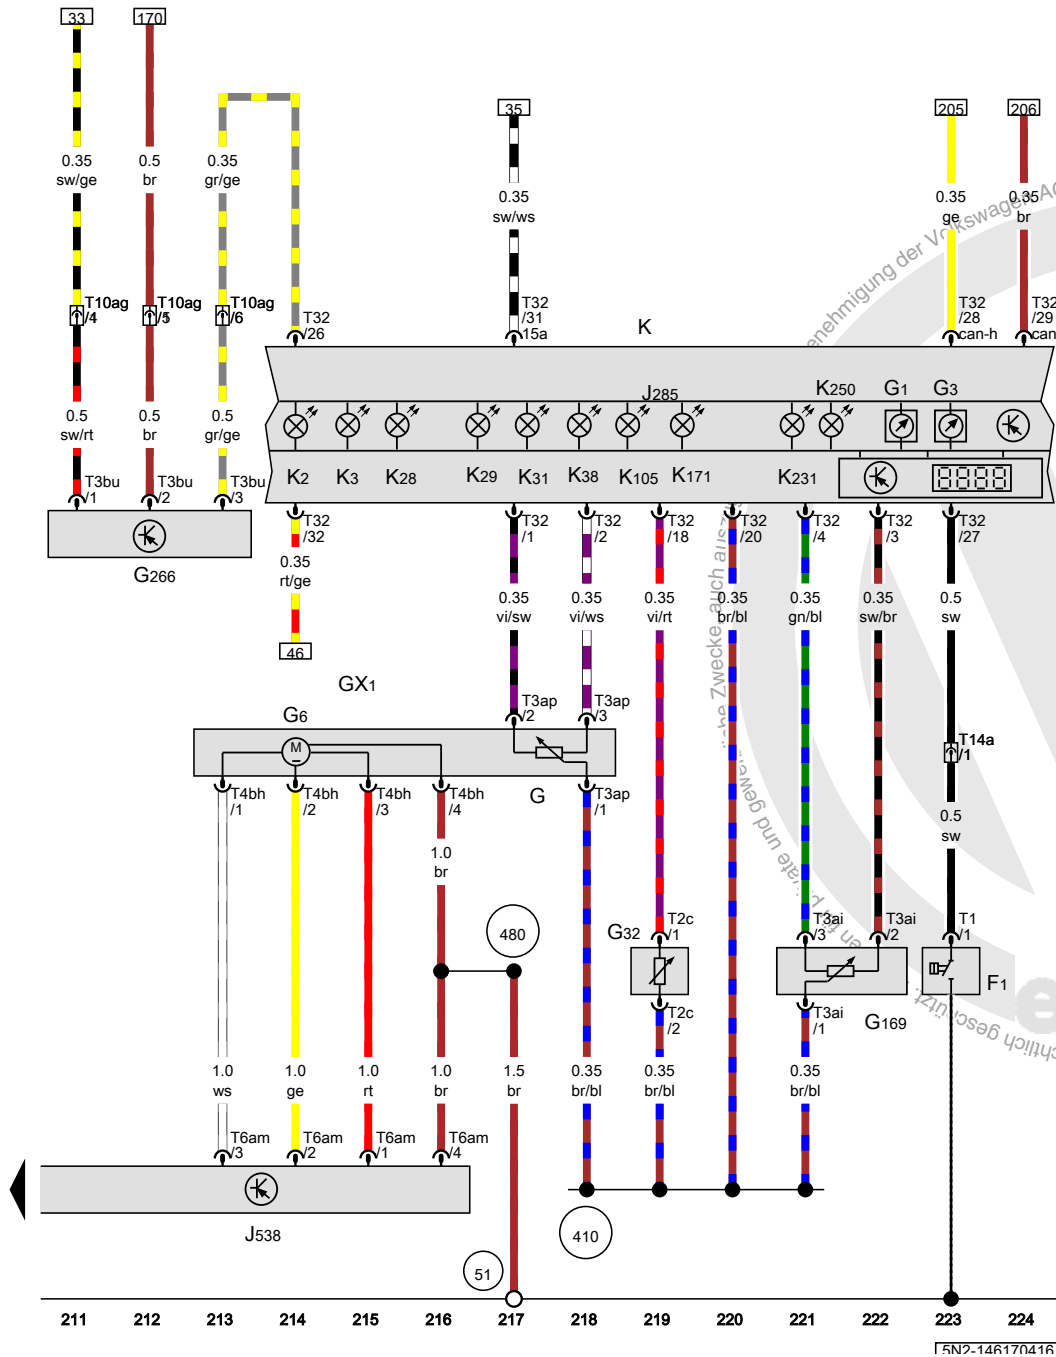 33
170
35
205
206
0.35
sw/ge
0.5
br
0.35
gr/ge
0.35
sw/ws
0.35
ge
0.35
br
enehmigung der Volkswagen
T10ag
/4
T10ag
/5
T10ag
/6
T32
/26
T32
/31
15a
K
T32
/28
can-h
T32
/29
can
J285
K250
G1
G3
0.5
sw/rt
0.5
br
0.5
gr/ge
K2
K3
K28
K29
K31
K38
K105
K171
K231
8888
T3bu
/1
T3bu
/2
T3bu
/3
G266
T32
/32
T32
/1
T32
/2
T32
/18
T32
/20
T32
/4
T32
/3
T32
/27
0.35
rt/ge
46
0.35
vi/sw
0.35
vi/ws
0.35
vi/rt
0.35
br/bl
0.35
gn/bl
0.35
sw/br
0.5
sw
Zwecke, auch
GX1
G6
M
T3ap
/2
T3ap
/3
T14a
/1
T4bh
/1
T4bh
/2
T4bh
/3
T4bh
/4
G
T3ap
/1
1.0
br
0.5
sw
und
480
G32
T2c
/1
T3ai
/3
T3ai
/2
T1
/1
F1
T2c
/2
T3ai
/1
G169
1.0
ws
1.0
ge
1.0
rt
1.0
br
1.5
br
0.35
br/bl
0.35
br/bl
0.35
br/bl
T6am
/3
T6am
/2
T6am
/1
T6am
/4
J538
410
51
211 212 213 214 215 216 217 218 219 220 221 222 223 224
5N2-146170416